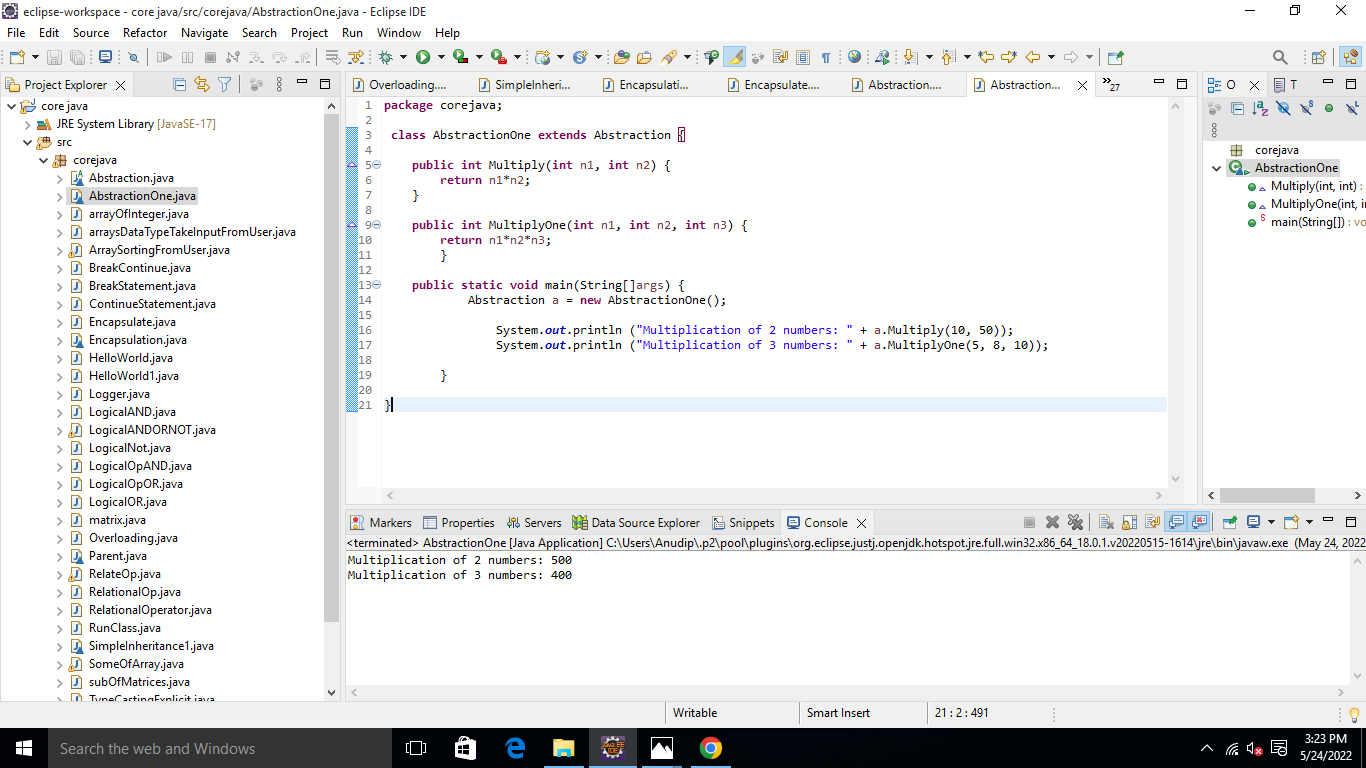 eclipse-workspace - core java/src/corejava/AbstractionOne.java - Eclipse IDE
File Edit Source Refactor Navigate Search Project Run Window Help
Project Explorer
core java
JRE System Library [JavaSE-17]
src
corejava
Abstraction.java
AbstractionOne.java
arrayOfInteger.java
arraysDataTypeTakeInputFromUser.java
ArraySortingFromUser.java
BreakContinue.java
BreakStatement.java
ContinueStatement.java
Encapsulate.java
Encapsulation.java
HelloWorld.java
HelloWorld1.java
Logger.java
LogicalAND.java
LogicalANDORNOT.java
LogicalNot.java
LogicalOpAND.java
LogicalOpOR.java
LogicalOR.java
matrix.java
Overloading.java
Parent.java
RelateOp.java
RelationalOp.java
RelationalOperator.java
RunClass.java
SimpleInheritance1.java
SomeOfArray.java
subOfMatrices.java
TypeCastingExplicit.java
Overloading.... SimpleInheri... Encapsulati... Encapsulate.... Abstraction.... Abstraction... 27
1 package corejava;
2
3 class AbstractionOne extends Abstraction {
4
5 public int Multiply(int n1, int n2) {
6 return n1*n2;
7 }
8
9 public int MultiplyOne(int n1, int n2, int n3) {
10 return n1*n2*n3;
11 }
12
13 public static void main(String[]args) {
14 Abstraction a = new AbstractionOne();
15
16 System.out.println ("Multiplication of 2 numbers: " + a.Multiply(10, 50));
17 System.out.println ("Multiplication of 3 numbers: " + a.MultiplyOne(5, 8, 10));
18
19 }
20
21 }
O T
corejava
AbstractionOne
Multiply(int, int) :
MultiplyOne(int, i
main(String[]) : vo
Markers Properties Servers Data Source Explorer Snippets Console
<terminated> AbstractionOne [Java Application] C:\Users\Anudip\.p2\pool\plugins\org.eclipse.justj.openjdk.hotspot.jre.full.win32.x86_64_18.0.1.v20220515-1614\jre\bin\javaw.exe (May 24, 2022
Multiplication of 2 numbers: 500
Multiplication of 3 numbers: 400
Writable Smart Insert 21 : 2 : 491
Search the web and Windows
3:23 PM
5/24/2022